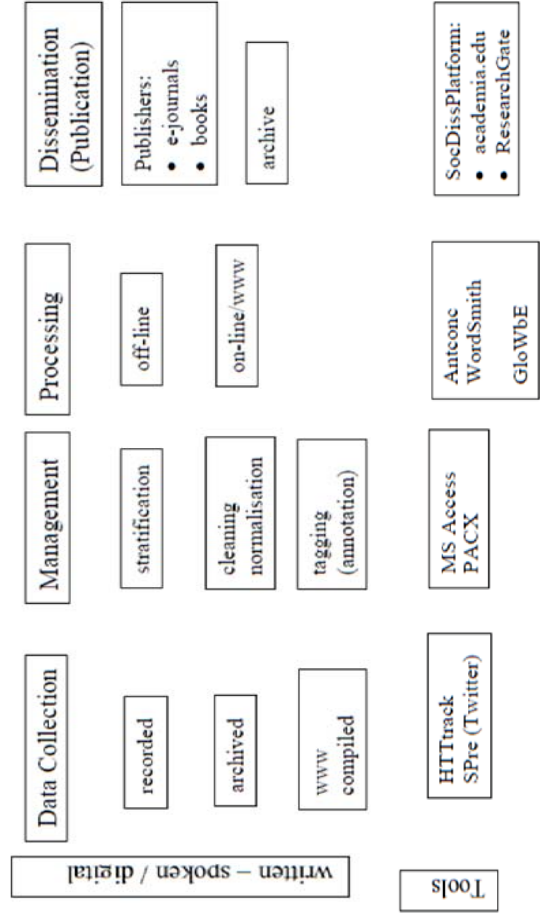 written – spoken / digital
Data Collection
recorded
archived
www
compiled
Management
stratification
cleaning
normalisation
tagging
(annotation)
Processing
off-line
on-line/www
Dissemination
(Publication)
Publishers:
• e-journals
• books
archive
Tools
HTTtrack
SPre (Twitter)
MS Access
PACX
Antconc
WordSmith
GloWbE
SocDissPlatform:
• academia.edu
• ResearchGate